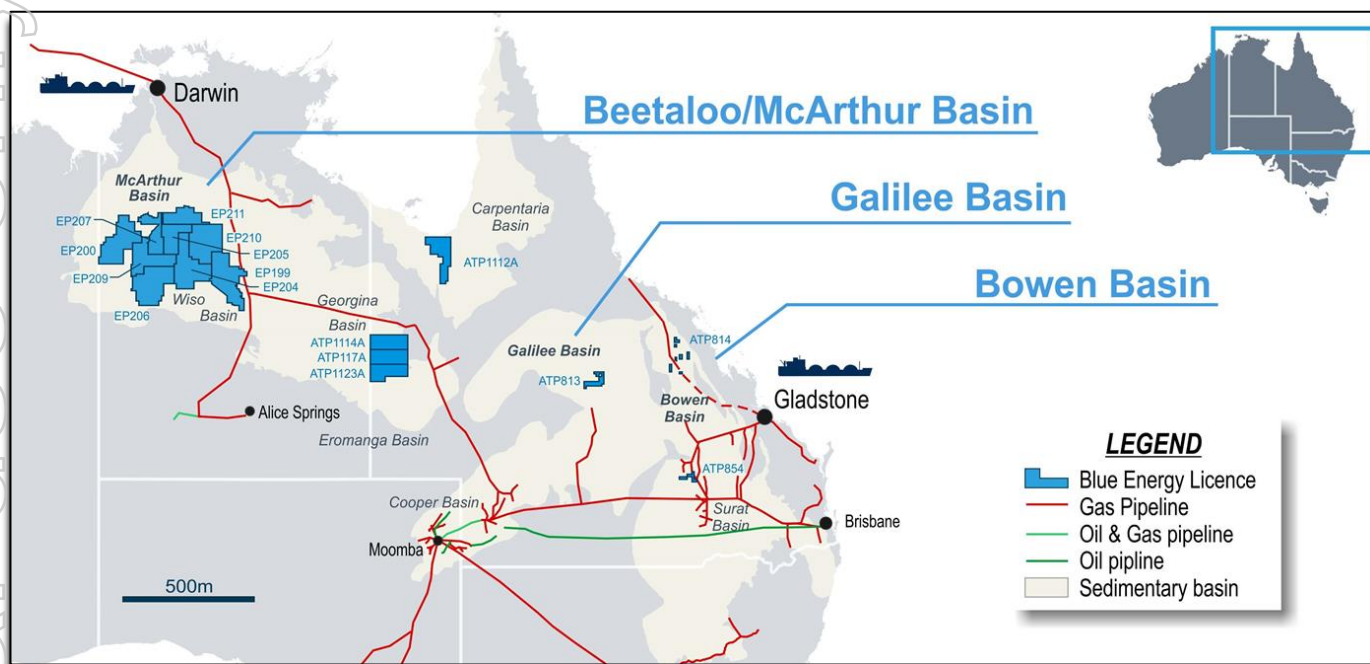 Darwin
Beetaloo/McArthur Basin
Galilee Basin
Bowen Basin
McArthur
Basin
EP207
EP211
EP200
EP210
EP205
EP209
EP199
EP204
EP206
Wiso
Basin
Carpentaria
Basin
ATP1112A
Georgina
Basin
ATP1114A
ATP117A
ATP1123A
Galilee Basin
ATP813
ATP814
Bowen
Basin
Gladstone
Alice Springs
Eromanga Basin
ATP854
Cooper Basin
Surat
Basin
Moomba
Brisbane
500m
LEGEND
Blue Energy Licence
Gas Pipeline
Oil & Gas pipeline
Oil pipline
Sedimentary basin